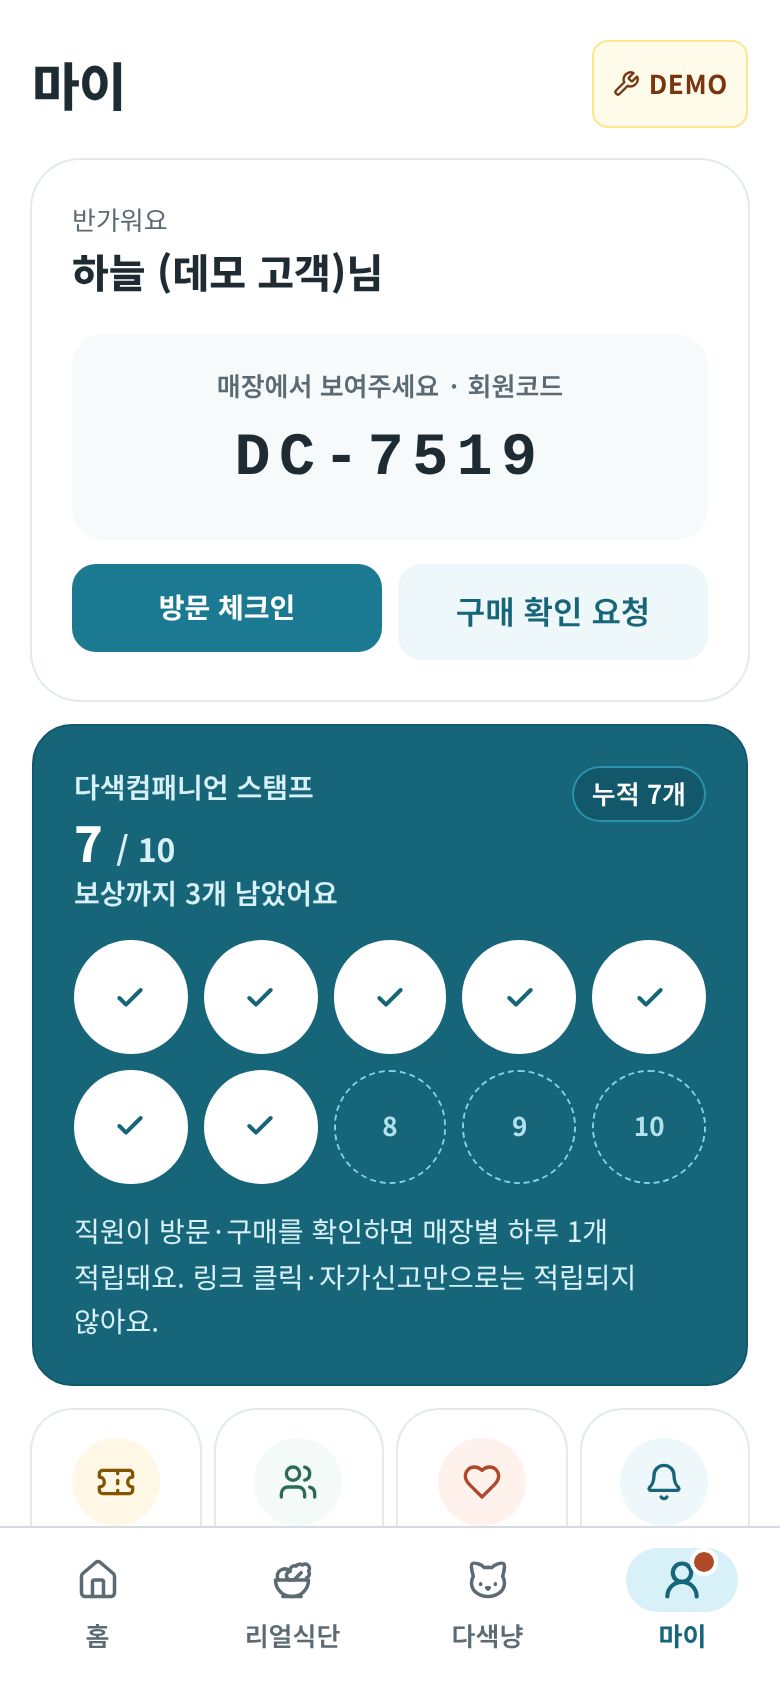 마이
DEMO
반가워요
하늘 (데모 고객)님
매장에서 보여주세요 · 회원코드
DC-7519
방문 체크인
구매 확인 요청
다색컴패니언 스탬프
누적 7개
7 / 10
보상까지 3개 남았어요
8
9
10
직원이 방문·구매를 확인하면 매장별 하루 1개
적립돼요. 링크 클릭·자가신고만으로는 적립되지
않아요.
홈
리얼식단
다색냥
마이